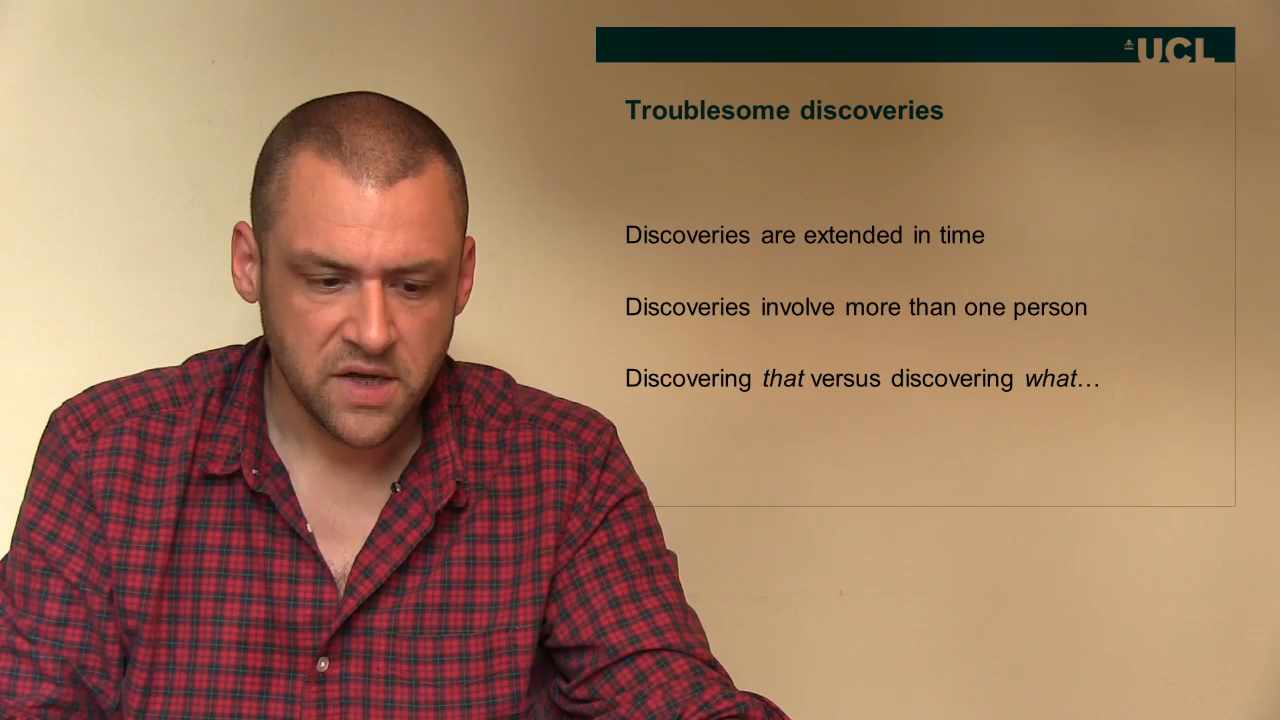 UCL
Troublesome discoveries
Discoveries are extended in time
Discoveries involve more than one person
Discovering that versus discovering what…